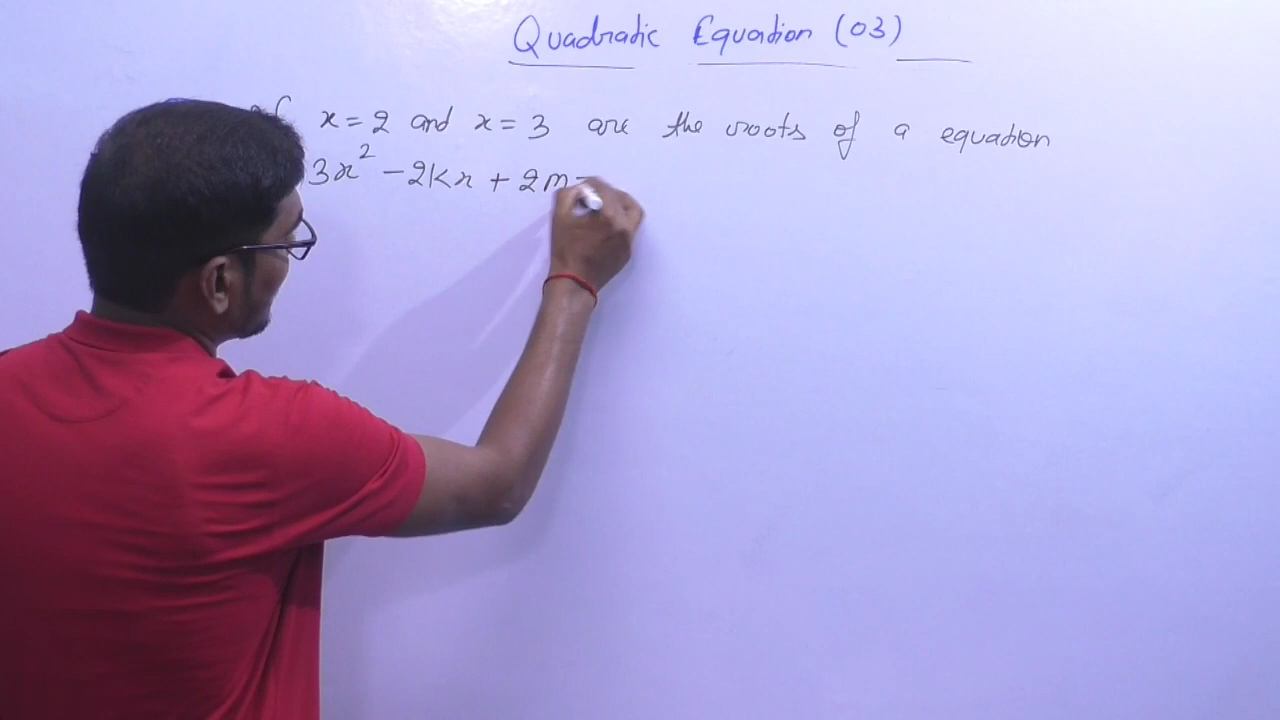 Quadratic Equation (03)
If x = 2 and x = 3 are the roots of a equation
3x² - 2kx + 2m =